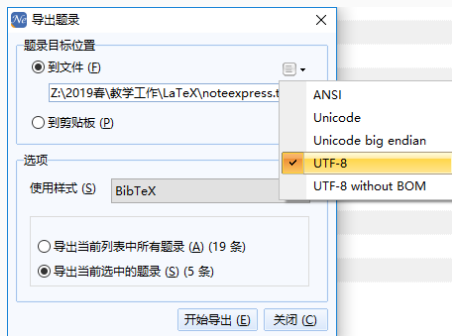 导出题录
题录目标位置
到文件 (F)
Z:\2019春\教学工作\LaTeX\noteexpress.t
ANSI
Unicode
Unicode big endian
UTF-8
UTF-8 without BOM
到剪贴板 (P)
选项
使用样式 (S)
BibTeX
导出当前列表中所有题录 (A) (19 条)
导出当前选中的题录 (S) (5 条)
开始导出 (E)
关闭 (C)